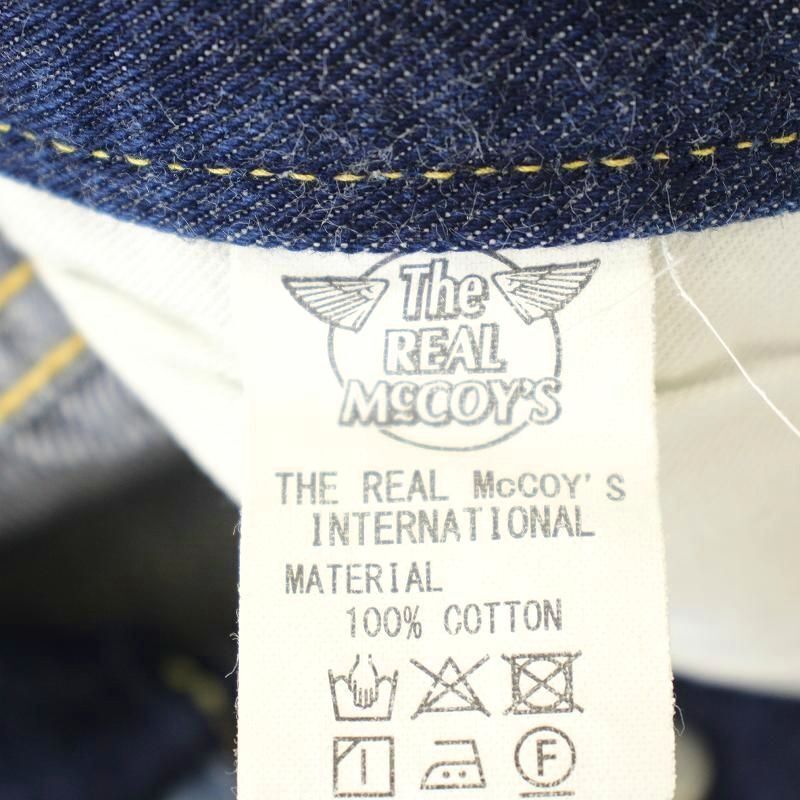 The
REAL
McCOY'S
THE REAL McCOY'S
INTERNATIONAL
MATERIAL
100% COTTON
F